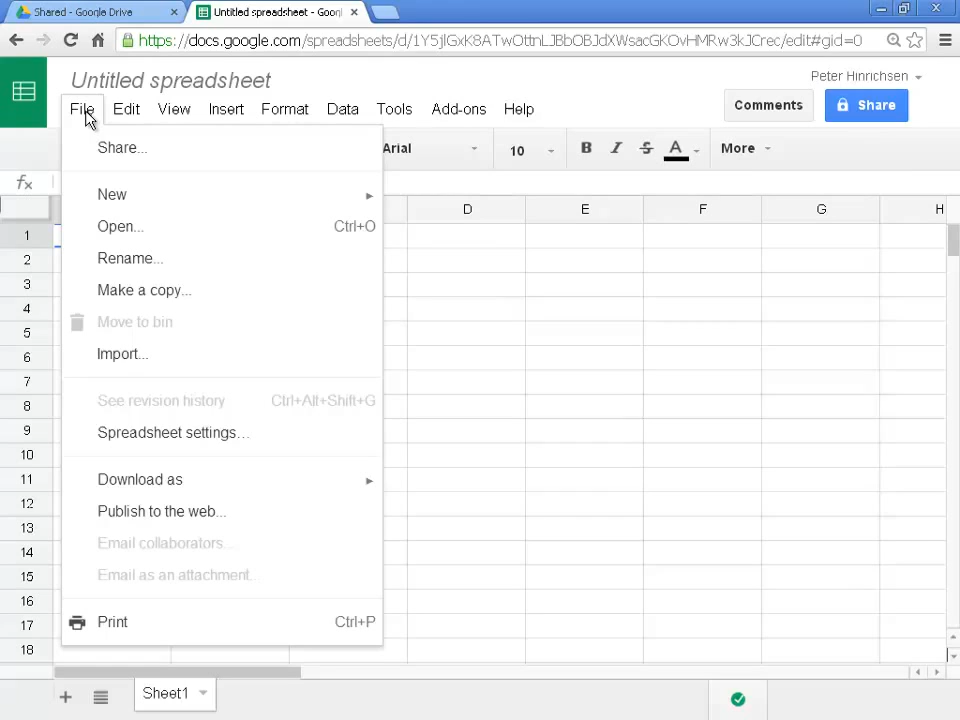 Shared - Google Drive
Untitled spreadsheet - Goog
https://docs.google.com/spreadsheets/d/1Y5jlGxK8ATwOttnLJBbOBJdXWsacGKOvHMRw3kJCrec/edit#gid=0
Untitled spreadsheet
Peter Hinrichsen
File Edit View Insert Format Data Tools Add-ons Help
Comments
Share
Arial
10
B I S A
More
fx
Share...
New
Open... Ctrl+O
Rename...
Make a copy...
Move to bin
Import...
See revision history Ctrl+Alt+Shift+G
Spreadsheet settings...
Download as
Publish to the web...
Email collaborators...
Email as an attachment...
Print Ctrl+P
D E F G H
1
2
3
4
5
6
7
8
9
10
11
12
13
14
15
16
17
18
Sheet1